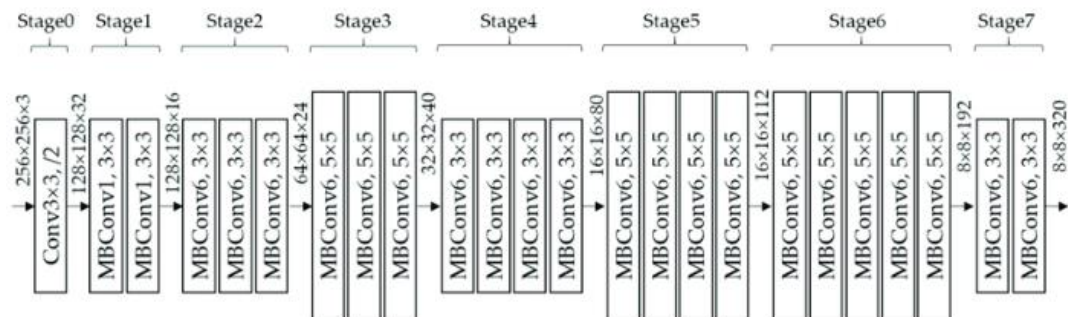 Stage0
Stage1
Stage2
Stage3
Stage4
Stage5
Stage6
Stage7
256×256×3
Conv3×3, /2
128×128×32
MBConv1, 3×3
MBConv1, 3×3
128×128×16
MBConv6, 3×3
MBConv6, 3×3
MBConv6, 3×3
64×64×24
MBConv6, 5×5
MBConv6, 5×5
MBConv6, 5×5
32×32×40
MBConv6, 3×3
MBConv6, 3×3
MBConv6, 3×3
MBConv6, 3×3
16×16×80
MBConv6, 5×5
MBConv6, 5×5
MBConv6, 5×5
MBConv6, 5×5
16×16×112
MBConv6, 5×5
MBConv6, 5×5
MBConv6, 5×5
MBConv6, 5×5
MBConv6, 5×5
8×8×192
MBConv6, 3×3
MBConv6, 3×3
8×8×320